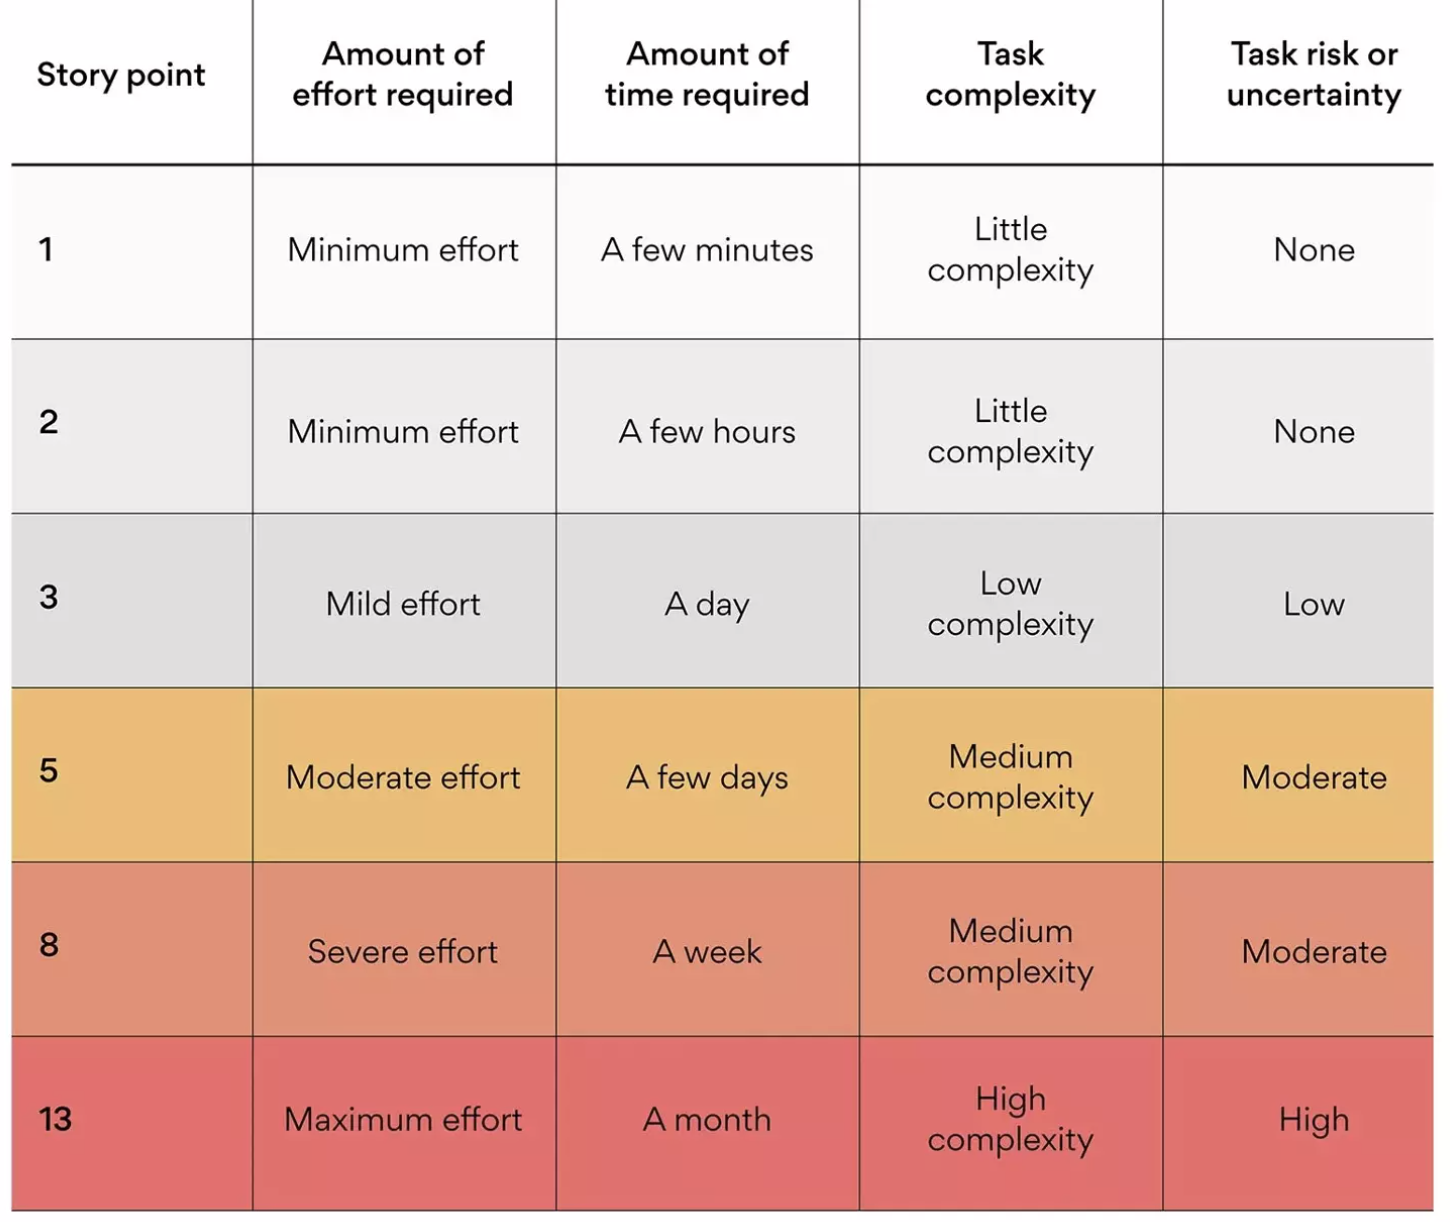 Story point
Amount of
effort required
Amount of
time required
Task
complexity
Task risk or
uncertainty
1
Minimum effort
A few minutes
Little
complexity
None
2
Minimum effort
A few hours
Little
complexity
None
3
Mild effort
A day
Low
complexity
Low
5
Moderate effort
A few days
Medium
complexity
Moderate
8
Severe effort
A week
Medium
complexity
Moderate
13
Maximum effort
A month
High
complexity
High